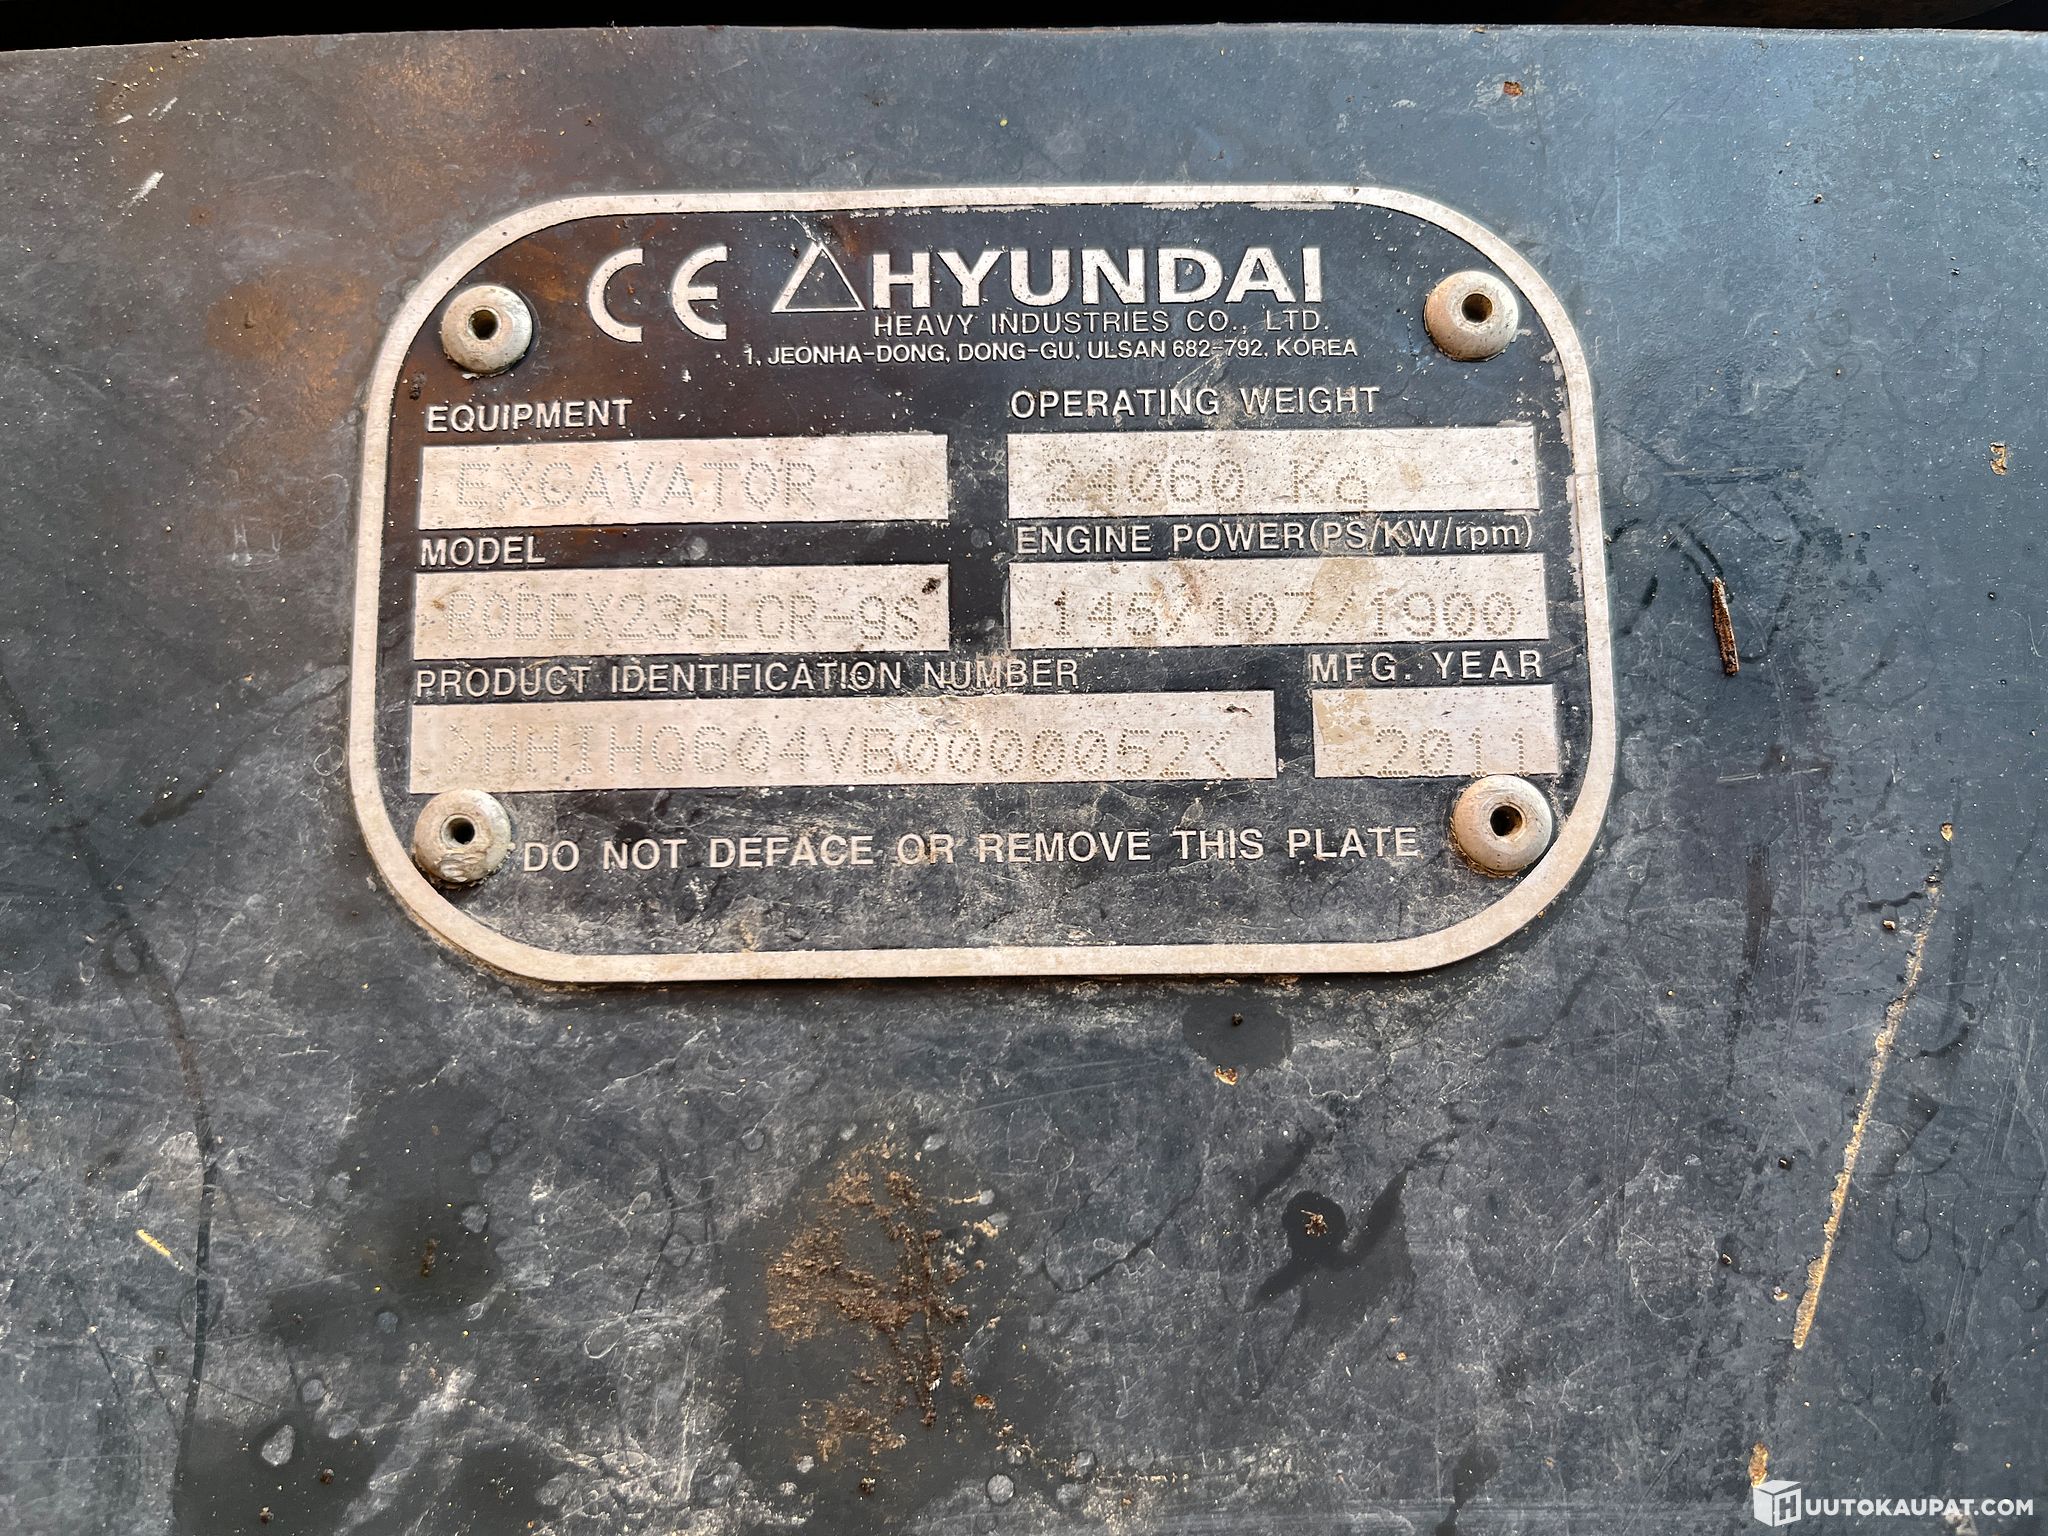 CE HYUNDAI
HEAVY INDUSTRIES CO., LTD.
1, JEONHA-DONG, DONG-GU, ULSAN 682-792, KOREA
EQUIPMENT
EXCAVATOR
OPERATING WEIGHT
24060 Kg
MODEL
ROBEX235LCR-9S
ENGINE POWER(PS/KW/rpm)
145/107/1900
PRODUCT IDENTIFICATION NUMBER
>HHIHQ604VB0000052<
MFG. YEAR
2011
DO NOT DEFACE OR REMOVE THIS PLATE
HUUTOKAUPAT.COM